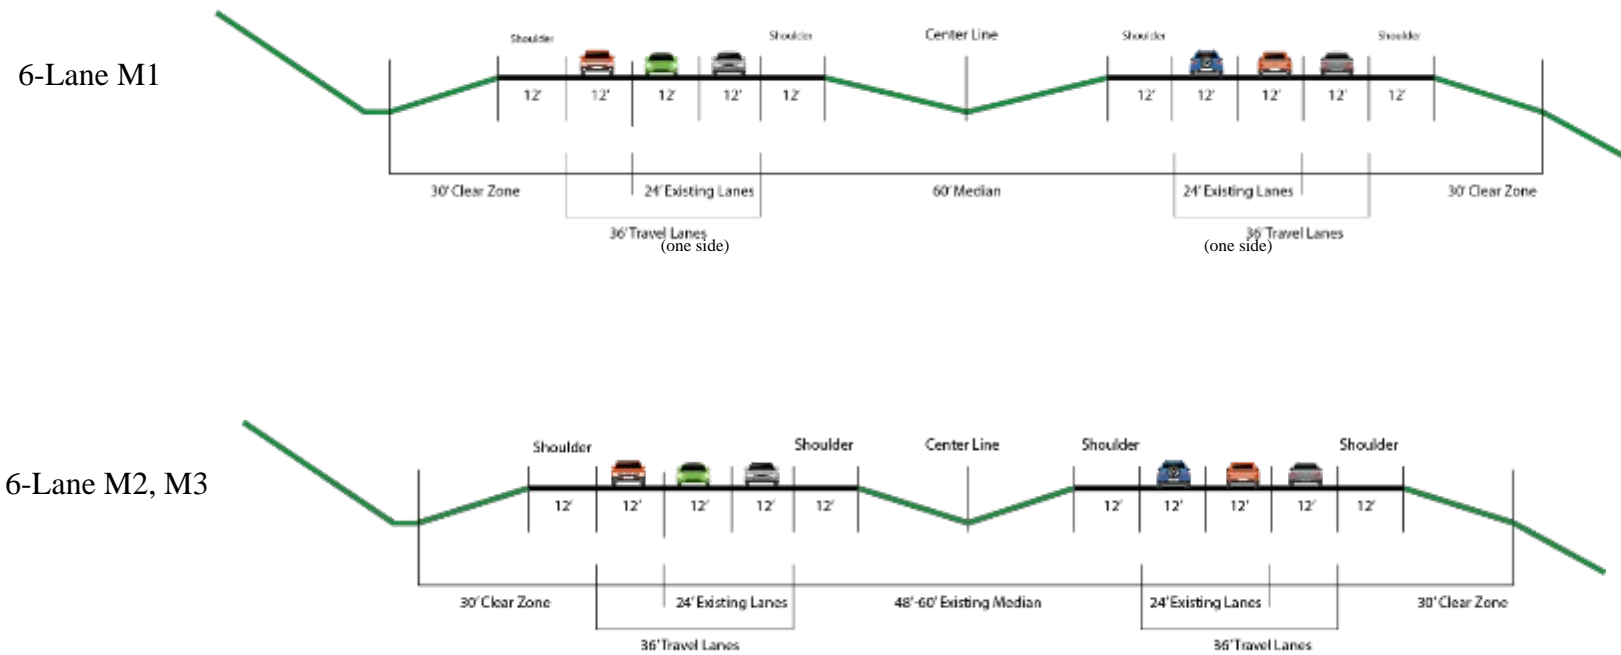 6-Lane M1
Shoulder
Shoulder
Center Line
Shoulder
Shoulder
12' 12' 12' 12' 12'
12' 12' 12' 12' 12'
30' Clear Zone
24' Existing Lanes
60' Median
24' Existing Lanes
30' Clear Zone
36' Travel Lanes
(one side)
36' Travel Lanes
(one side)
6-Lane M2, M3
Shoulder
Shoulder
Center Line
Shoulder
Shoulder
12' 12' 12' 12' 12'
12' 12' 12' 12' 12'
30' Clear Zone
24' Existing Lanes
48'-60' Existing Median
24' Existing Lanes
30' Clear Zone
36' Travel Lanes
36' Travel Lanes